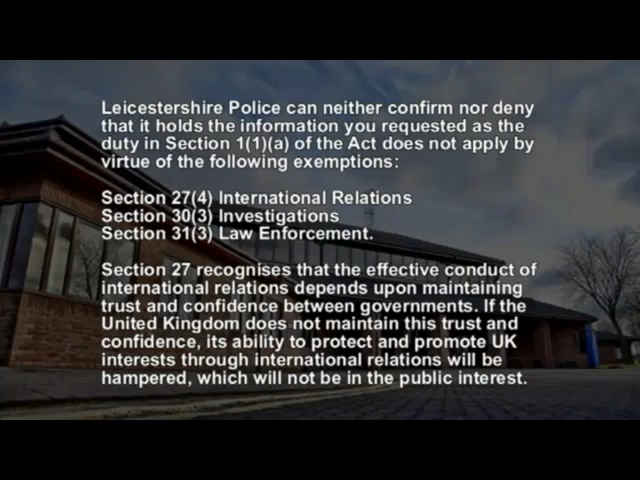 Leicestershire Police can neither confirm nor deny
that it holds the information you requested as the
duty in Section 1(1)(a) of the Act does not apply by
virtue of the following exemptions:
Section 27(4) International Relations
Section 30(3) Investigations
Section 31(3) Law Enforcement.
Section 27 recognises that the effective conduct of
international relations depends upon maintaining
trust and confidence between governments. If the
United Kingdom does not maintain this trust and
confidence, its ability to protect and promote UK
interests through international relations will be
hampered, which will not be in the public interest.